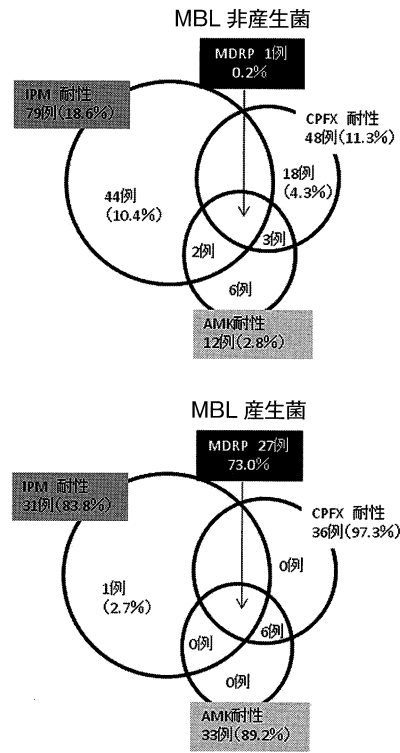 MBL 非産生菌
MDRP 1例
0.2%
IPM 耐性
79例(18.6%)
CPFX 耐性
48例(11.3%)
18例
(4.3%)
44例
(10.4%)
2例
3例
6例
AMK耐性
12例(2.8%)
MBL 産生菌
MDRP 27例
73.0%
IPM 耐性
31例(83.8%)
CPFX 耐性
36例(97.3%)
0例
1例
(2.7%)
0例
6例
0例
AMK耐性
33例(89.2%)